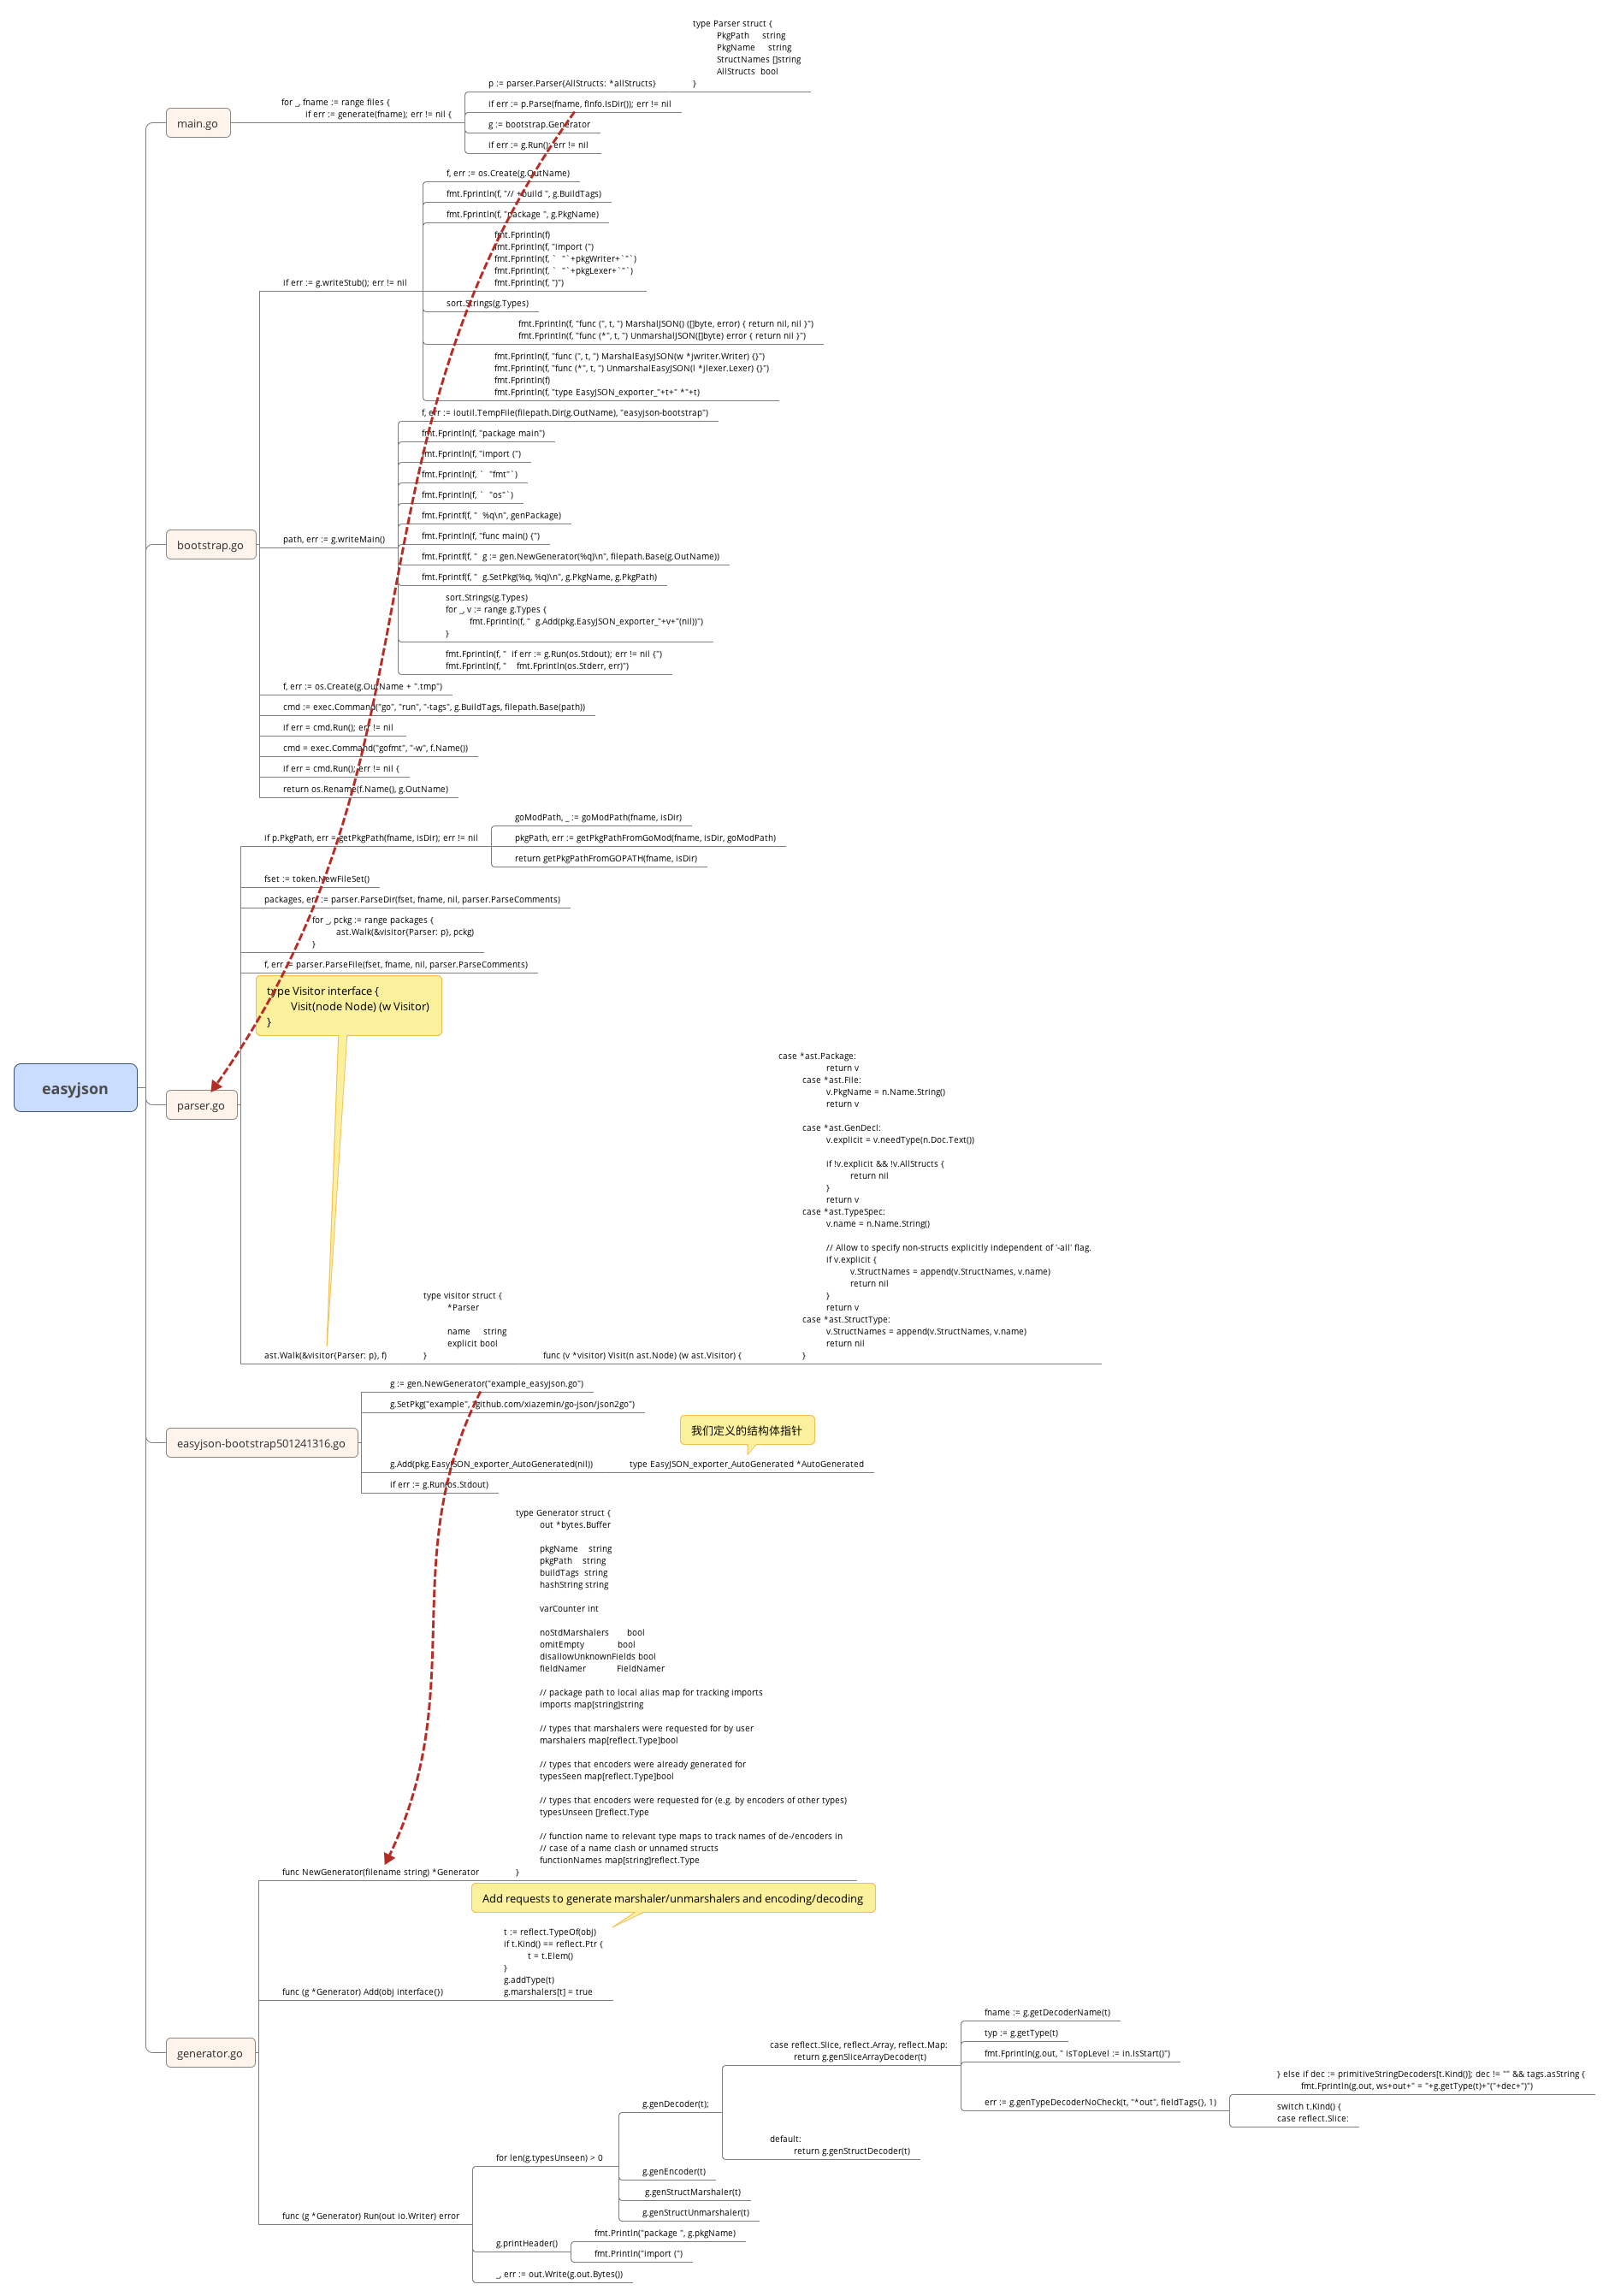 easyjson
main.go
for _, fname := range files {
if err := generate(fname); err != nil {
p := parser.Parser{AllStructs: *allStructs}
type Parser struct {
PkgPath string
PkgName string
StructNames []string
AllStructs bool
}
if err := p.Parse(fname, fInfo.IsDir()); err != nil
g := bootstrap.Generator
if err := g.Run(); err != nil
bootstrap.go
if err := g.writeStub(); err != nil
f, err := os.Create(g.OutName)
fmt.Fprintln(f, "// +build ", g.BuildTags)
fmt.Fprintln(f, "package ", g.PkgName)
fmt.Fprintln(f)
fmt.Fprintln(f, "import (")
fmt.Fprintln(f, `  "`+pkgWriter+`"`)
fmt.Fprintln(f, `  "`+pkgLexer+`"`)
fmt.Fprintln(f, ")")
sort.Strings(g.Types)
fmt.Fprintln(f, "func (", t, ") MarshalJSON() ([]byte, error) { return nil, nil }")
fmt.Fprintln(f, "func (*", t, ") UnmarshalJSON([]byte) error { return nil }")
fmt.Fprintln(f, "func (", t, ") MarshalEasyJSON(w *jwriter.Writer) {}")
fmt.Fprintln(f, "func (*", t, ") UnmarshalEasyJSON(l *jlexer.Lexer) {}")
fmt.Fprintln(f)
fmt.Fprintln(f, "type EasyJSON_exporter_"+t+" *"+t)
path, err := g.writeMain()
f, err := ioutil.TempFile(filepath.Dir(g.OutName), "easyjson-bootstrap")
fmt.Fprintln(f, "package main")
fmt.Fprintln(f, "import (")
fmt.Fprintln(f, `  "fmt"`)
fmt.Fprintln(f, `  "os"`)
fmt.Fprintf(f, "  %q\n", genPackage)
fmt.Fprintln(f, "func main() {")
fmt.Fprintf(f, "  g := gen.NewGenerator(%q)\n", filepath.Base(g.OutName))
fmt.Fprintf(f, "  g.SetPkg(%q, %q)\n", g.PkgName, g.PkgPath)
sort.Strings(g.Types)
for _, v := range g.Types {
fmt.Fprintln(f, "  g.Add(pkg.EasyJSON_exporter_"+v+"(nil))")
}
fmt.Fprintln(f, "  if err := g.Run(os.Stdout); err != nil {")
fmt.Fprintln(f, "    fmt.Fprintln(os.Stderr, err)")
f, err := os.Create(g.OutName + ".tmp")
cmd := exec.Command("go", "run", "-tags", g.BuildTags, filepath.Base(path))
if err = cmd.Run(); err != nil
cmd = exec.Command("gofmt", "-w", f.Name())
if err = cmd.Run(); err != nil {
return os.Rename(f.Name(), g.OutName)
parser.go
if p.PkgPath, err = getPkgPath(fname, isDir); err != nil
goModPath, _ := goModPath(fname, isDir)
pkgPath, err := getPkgPathFromGoMod(fname, isDir, goModPath)
return getPkgPathFromGOPATH(fname, isDir)
fset := token.NewFileSet()
packages, err := parser.ParseDir(fset, fname, nil, parser.ParseComments)
for _, pckg := range packages {
ast.Walk(&visitor{Parser: p}, pckg)
}
f, err := parser.ParseFile(fset, fname, nil, parser.ParseComments)
type Visitor interface {
Visit(node Node) (w Visitor)
}
ast.Walk(&visitor{Parser: p}, f)
type visitor struct {
*Parser
name string
explicit bool
}
func (v *visitor) Visit(n ast.Node) (w ast.Visitor) {
case *ast.Package:
return v
case *ast.File:
v.PkgName = n.Name.String()
return v
case *ast.GenDecl:
v.explicit = v.needType(n.Doc.Text())
if !v.explicit && !v.AllStructs {
return nil
}
return v
case *ast.TypeSpec:
v.name = n.Name.String()
// Allow to specify non-structs explicitly independent of '-all' flag.
if v.explicit {
v.StructNames = append(v.StructNames, v.name)
return nil
}
return v
case *ast.StructType:
v.StructNames = append(v.StructNames, v.name)
return nil
}
easyjson-bootstrap501241316.go
g := gen.NewGenerator("example_easyjson.go")
g.SetPkg("example", "github.com/xiazemin/go-json/json2go")
g.Add(pkg.EasyJSON_exporter_AutoGenerated(nil))
我们定义的结构体指针
type EasyJSON_exporter_AutoGenerated *AutoGenerated
if err := g.Run(os.Stdout)
generator.go
func NewGenerator(filename string) *Generator
type Generator struct {
out *bytes.Buffer
pkgName string
pkgPath string
buildTags string
hashString string
varCounter int
noStdMarshalers bool
omitEmpty bool
disallowUnknownFields bool
fieldNamer FieldNamer
// package path to local alias map for tracking imports
imports map[string]string
// types that marshalers were requested for by user
marshalers map[reflect.Type]bool
// types that encoders were already generated for
typesSeen map[reflect.Type]bool
// types that encoders were requested for (e.g. by encoders of other types)
typesUnseen []reflect.Type
// function name to relevant type maps to track names of de-/encoders in
// case of a name clash or unnamed structs
functionNames map[string]reflect.Type
}
Add requests to generate marshaler/unmarshalers and encoding/decoding
func (g *Generator) Add(obj interface{})
t := reflect.TypeOf(obj)
if t.Kind() == reflect.Ptr {
t = t.Elem()
}
g.addType(t)
g.marshalers[t] = true
func (g *Generator) Run(out io.Writer) error
for len(g.typesUnseen) > 0
g.genDecoder(t);
case reflect.Slice, reflect.Array, reflect.Map:
return g.genSliceArrayDecoder(t)
fname := g.getDecoderName(t)
typ := g.getType(t)
fmt.Fprintln(g.out, " isTopLevel := in.IsStart()")
err := g.genTypeDecoderNoCheck(t, "*out", fieldTags{}, 1)
} else if dec := primitiveStringDecoders[t.Kind()]; dec != "" && tags.asString {
fmt.Fprintln(g.out, ws+out+" = "+g.getType(t)+"("+dec+")")
switch t.Kind() {
case reflect.Slice:
default:
return g.genStructDecoder(t)
g.genEncoder(t)
g.genStructMarshaler(t)
g.genStructUnmarshaler(t)
g.printHeader()
fmt.Println("package ", g.pkgName)
fmt.Println("import (")
_, err := out.Write(g.out.Bytes())